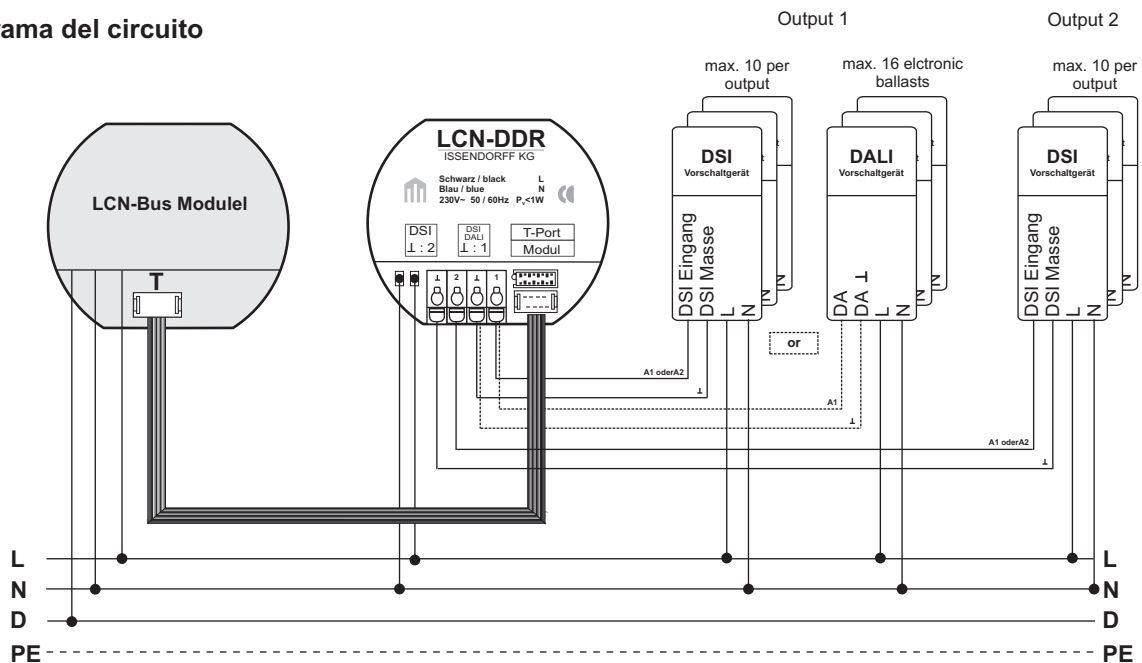 rama del circuito
Output 1
Output 2
max. 10 per
output
max. 16 elctronic
ballasts
max. 10 per
output
LCN-Bus Modulel
T
LCN-DDR
ISSENDORFF KG
Schwarz / black L
Blau / blue N
230V~ 50 / 60Hz Pv<1W
DSI
⊥ : 2
DSI
DALI
⊥ : 1
T-Port
Modul
⊥ 2 ⊥ 1
DSI
Vorschaltgerät
DSI Eingang
DSI Masse
L
N
N
N
DALI
Vorschaltgerät
DA
DA ⊥
L
N
N
N
DSI
Vorschaltgerät
DSI Eingang
DSI Masse
L
N
N
N
or
A1 oderA2
⊥
A1
⊥
A1 oderA2
⊥
L L
N N
D D
PE PE